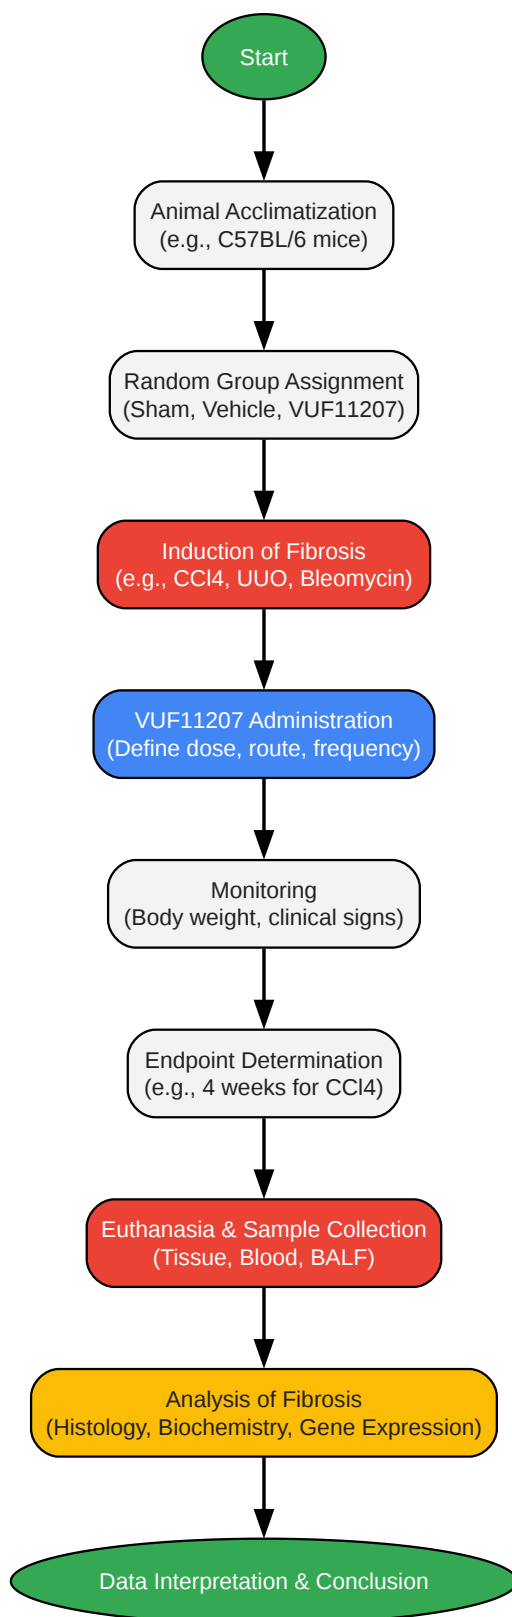 Start
Animal Acclimatization
(e.g., C57BL/6 mice)
Random Group Assignment
(Sham, Vehicle, VUF11207)
Induction of Fibrosis
(e.g., CCl4, UUO, Bleomycin)
VUF11207 Administration
(Define dose, route, frequency)
Monitoring
(Body weight, clinical signs)
Endpoint Determination
(e.g., 4 weeks for CCl4)
Euthanasia & Sample Collection
(Tissue, Blood, BALF)
Analysis of Fibrosis
(Histology, Biochemistry, Gene Expression)
Data Interpretation & Conclusion